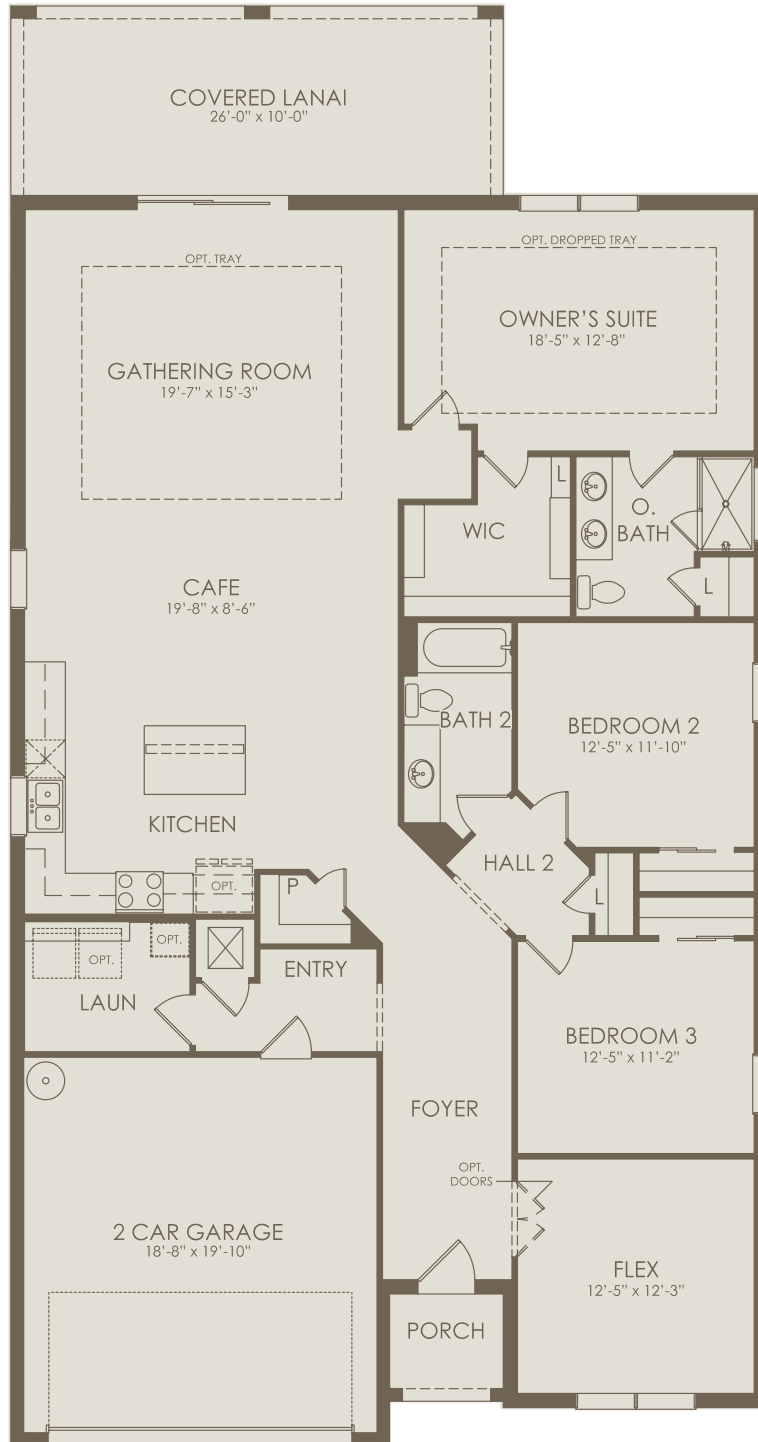 COVERED LANAI
26'-0" x 10'-0"
OPT. TRAY
OPT. DROPPED TRAY
OWNER'S SUITE
18'-5" x 12'-8"
GATHERING ROOM
19'-7" x 15'-3"
L
WIC
O.
BATH
L
CAFE
19'-8" x 8'-6"
BATH 2
BEDROOM 2
12'-5" x 11'-10"
KITCHEN
HALL 2
OPT.
P
L
OPT.
OPT.
LAUN
ENTRY
BEDROOM 3
12'-5" x 11'-2"
FOYER
OPT.
DOORS
2 CAR GARAGE
18'-8" x 19'-10"
FLEX
12'-5" x 12'-3"
PORCH